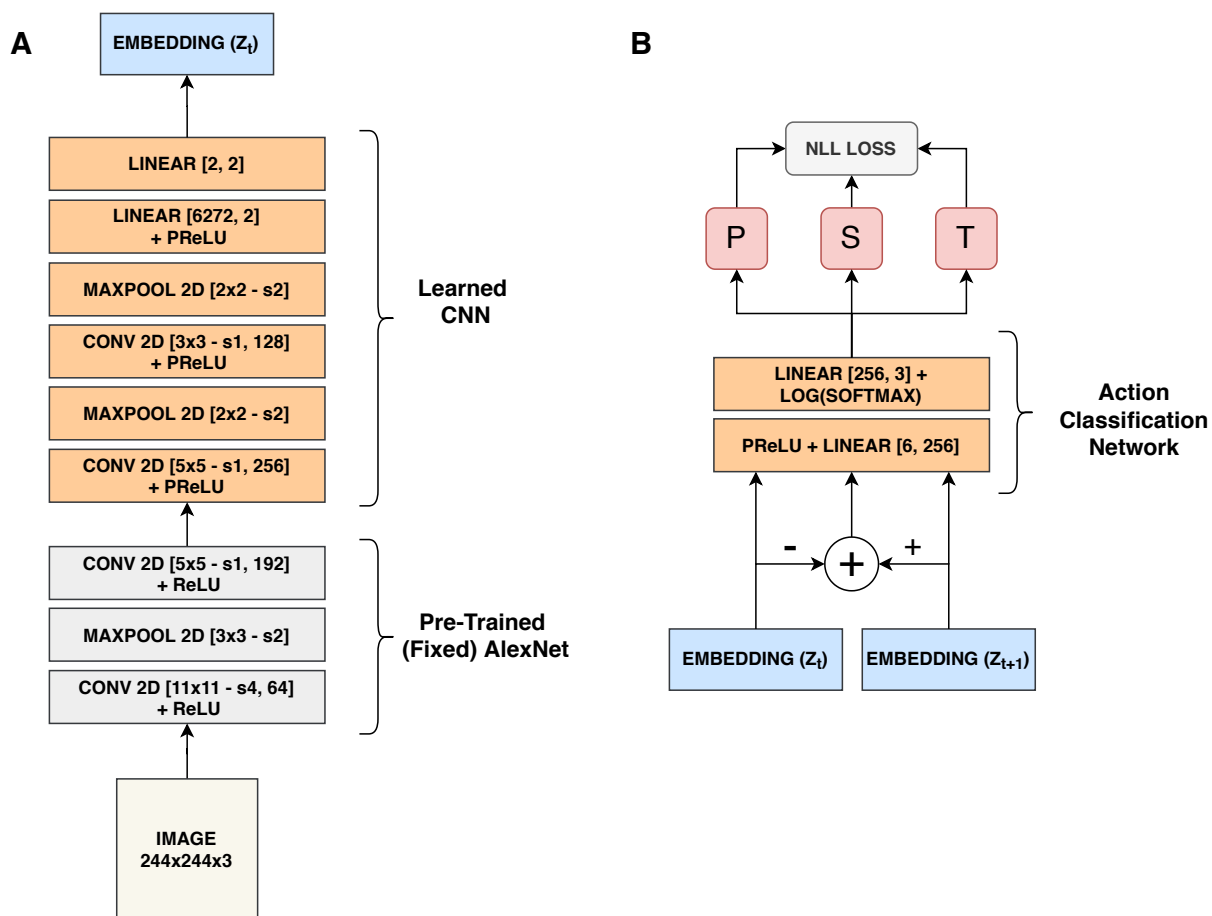 A
EMBEDDING (Zt)
LINEAR [2, 2]
LINEAR [6272, 2]
+ PReLU
MAXPOOL 2D [2x2 - s2]
CONV 2D [3x3 - s1, 128]
+ PReLU
MAXPOOL 2D [2x2 - s2]
CONV 2D [5x5 - s1, 256]
+ PReLU
Learned
CNN
CONV 2D [5x5 - s1, 192]
+ ReLU
MAXPOOL 2D [3x3 - s2]
CONV 2D [11x11 - s4, 64]
+ ReLU
Pre-Trained
(Fixed) AlexNet
IMAGE
244x244x3
B
NLL LOSS
P
S
T
LINEAR [256, 3] +
LOG(SOFTMAX)
PReLU + LINEAR [6, 256]
Action
Classification
Network
- + +
EMBEDDING (Zt)
EMBEDDING (Zt+1)